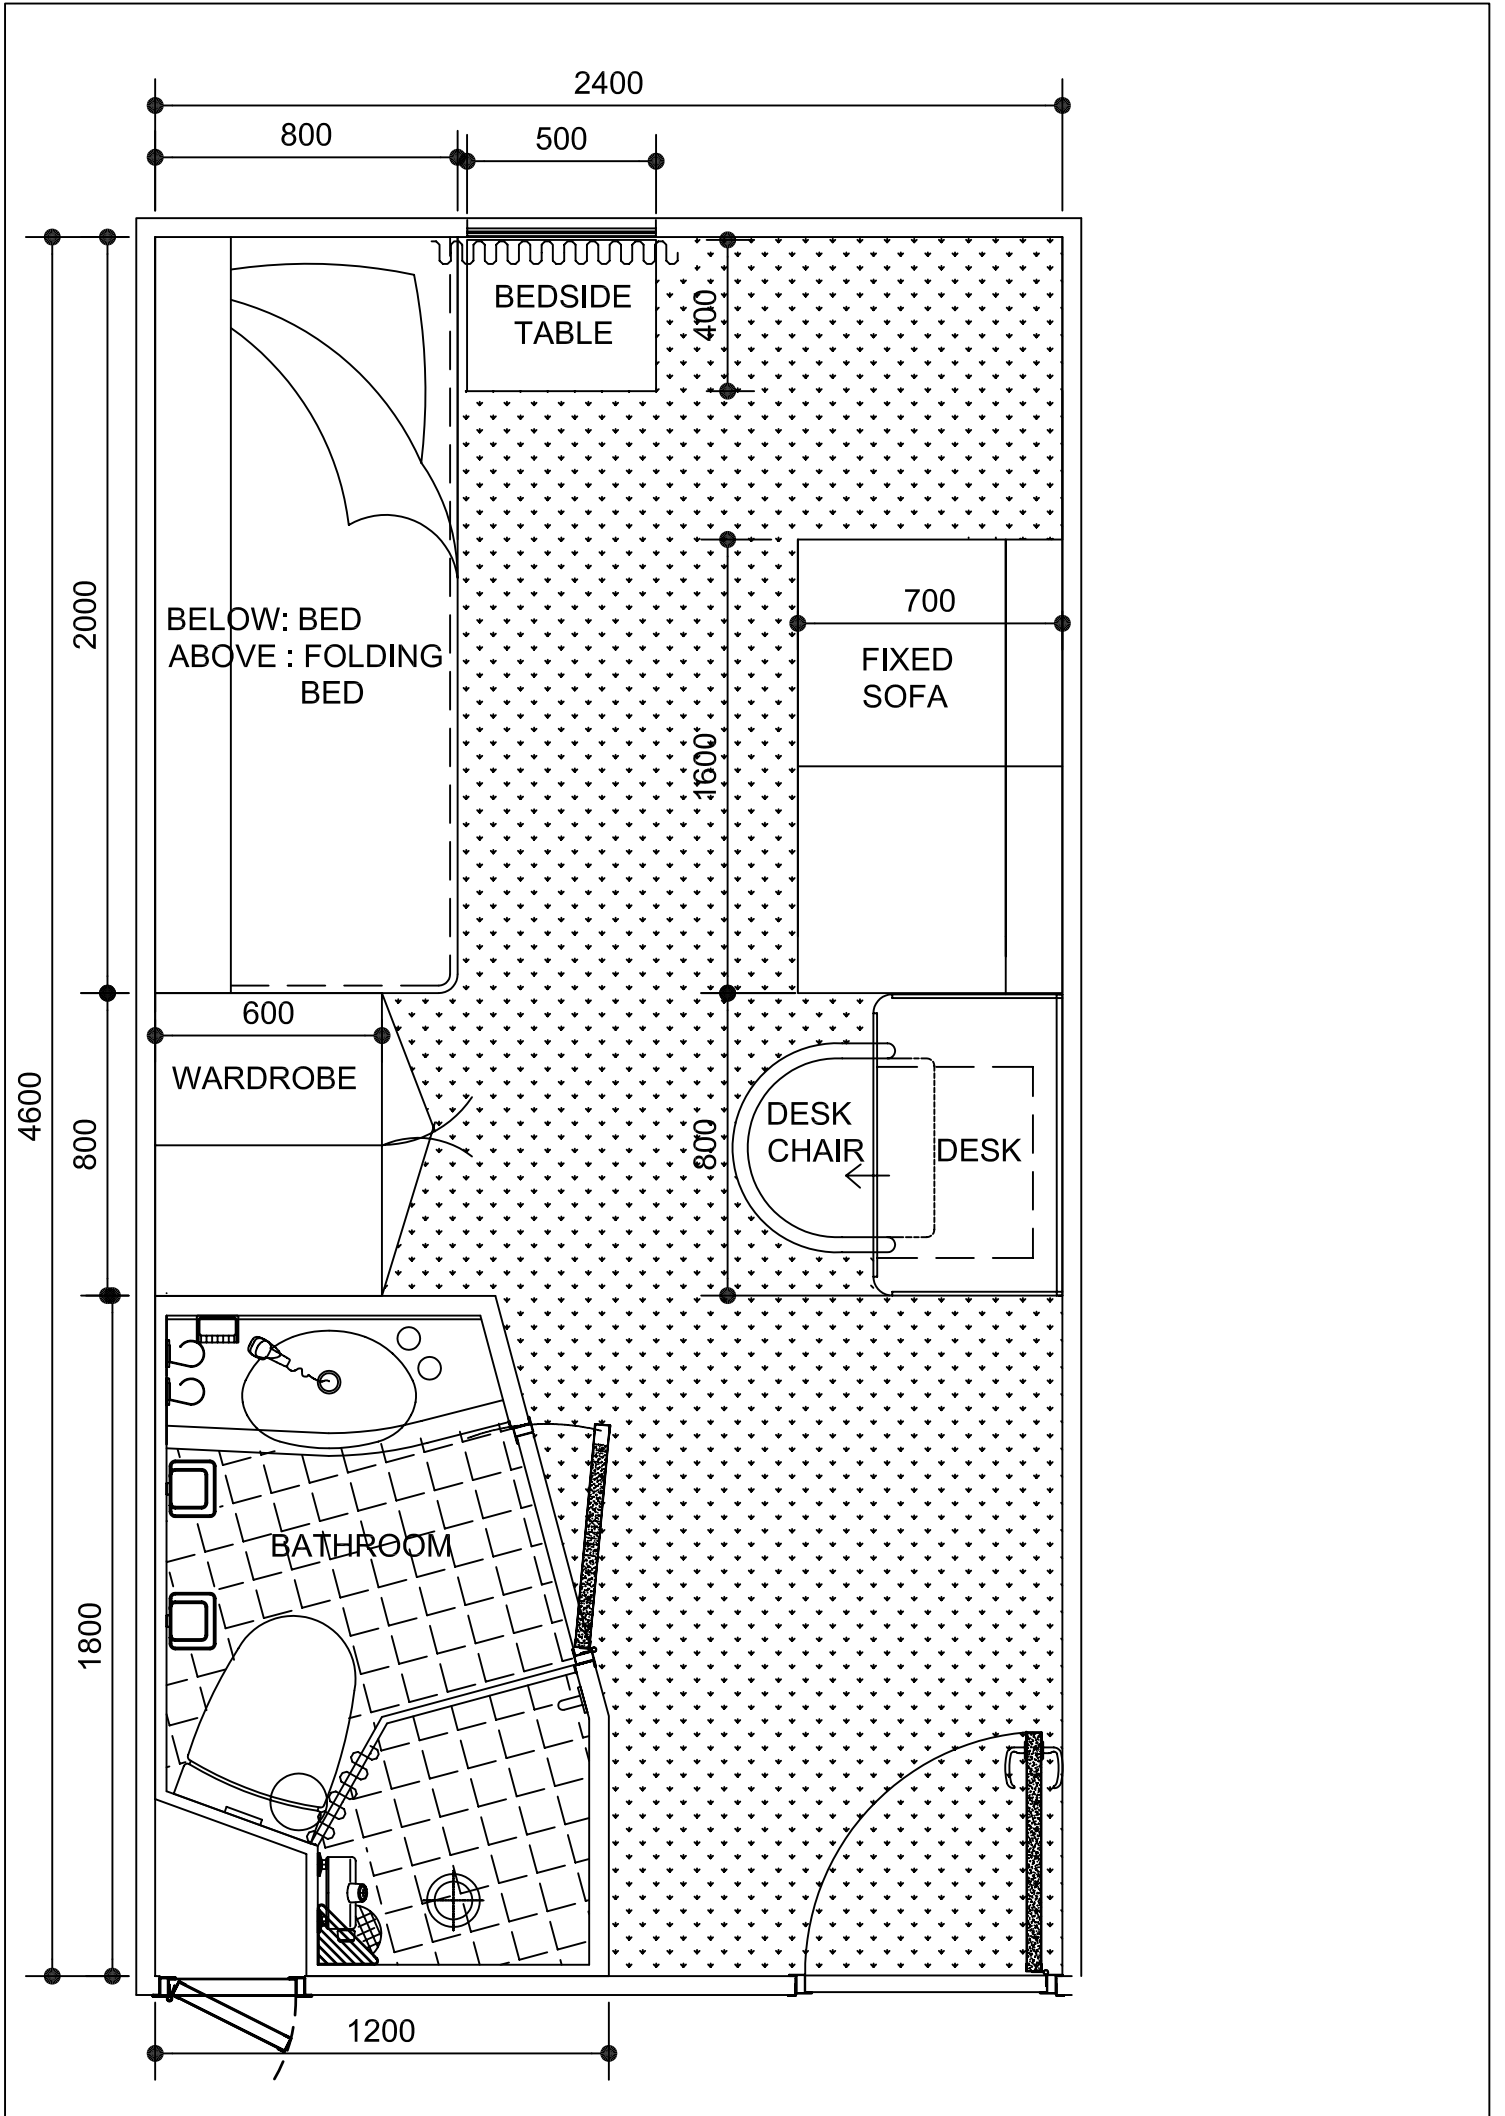 2400
800
500
BEDSIDE
TABLE
400
2000
BELOW: BED
ABOVE : FOLDING
BED
700
FIXED
SOFA
1600
600
WARDROBE
4600
800
800
DESK
CHAIR
DESK
BATHROOM
1800
1200